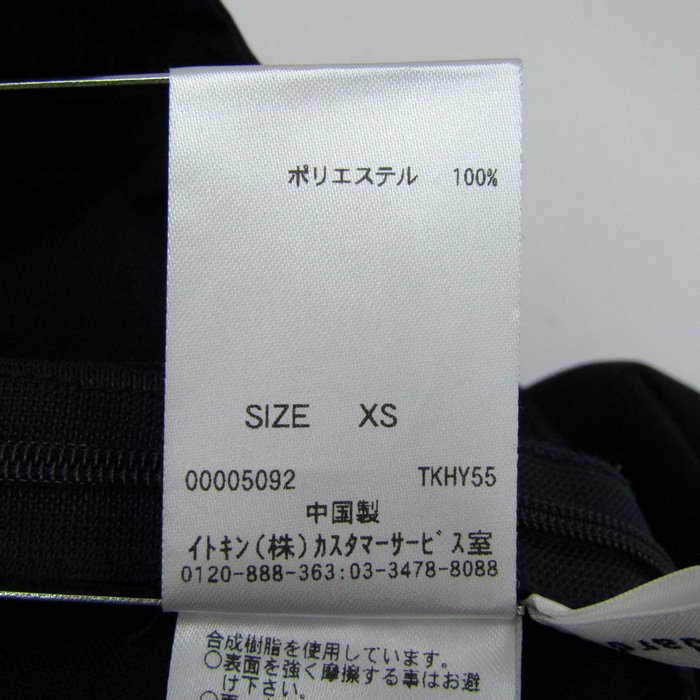 ポリエステル 100%
SIZE XS
00005092 TKHY55
中国製
イトキン(株)カスタマーサービス室
0120-888-363:03-3478-8088
合成樹脂を使用しています。
○表面を強く摩擦する事はお避
け下さい。